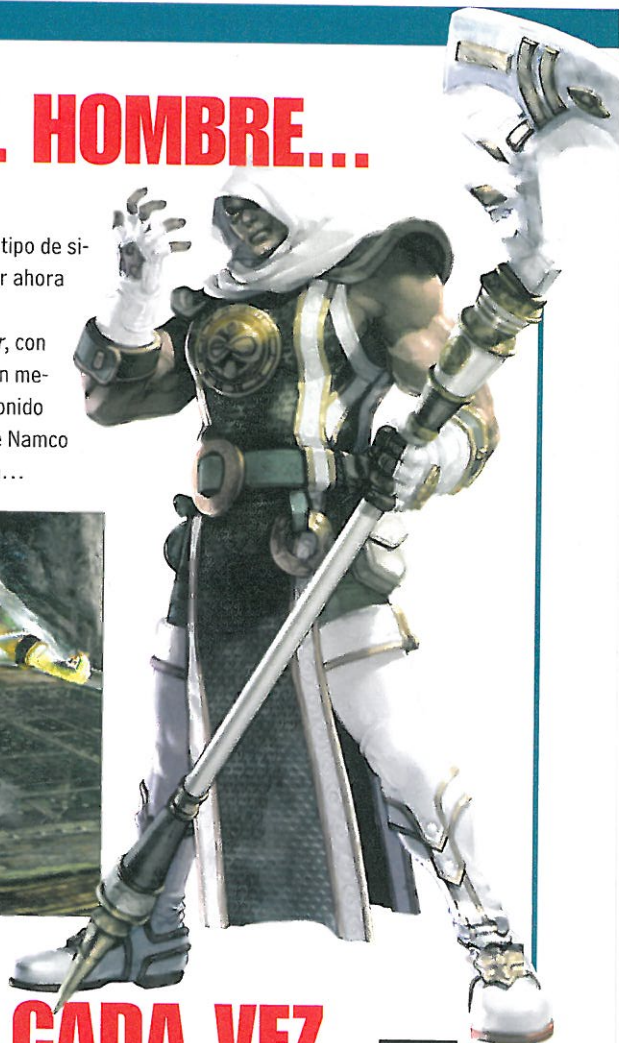 . HOMBRE...
tipo de si-
r ahora
r, con
n me-
onido
e Namco
...
CADA VEZ